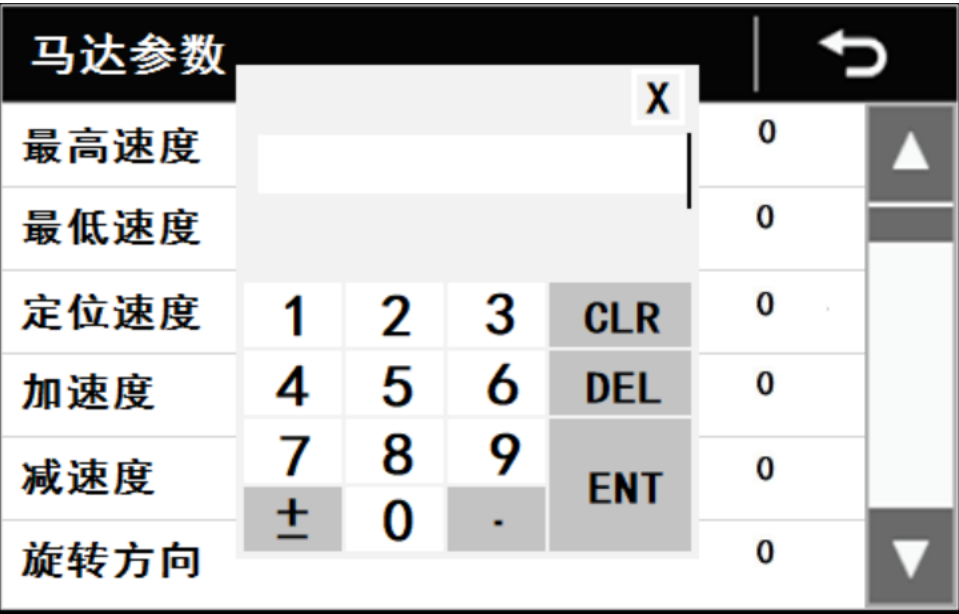 马达参数
X
最高速度 0
最低速度 0
定位速度 0
加速度 0
减速度 0
旋转方向 0
1 2 3 CLR
4 5 6 DEL
7 8 9 ENT
± 0 .